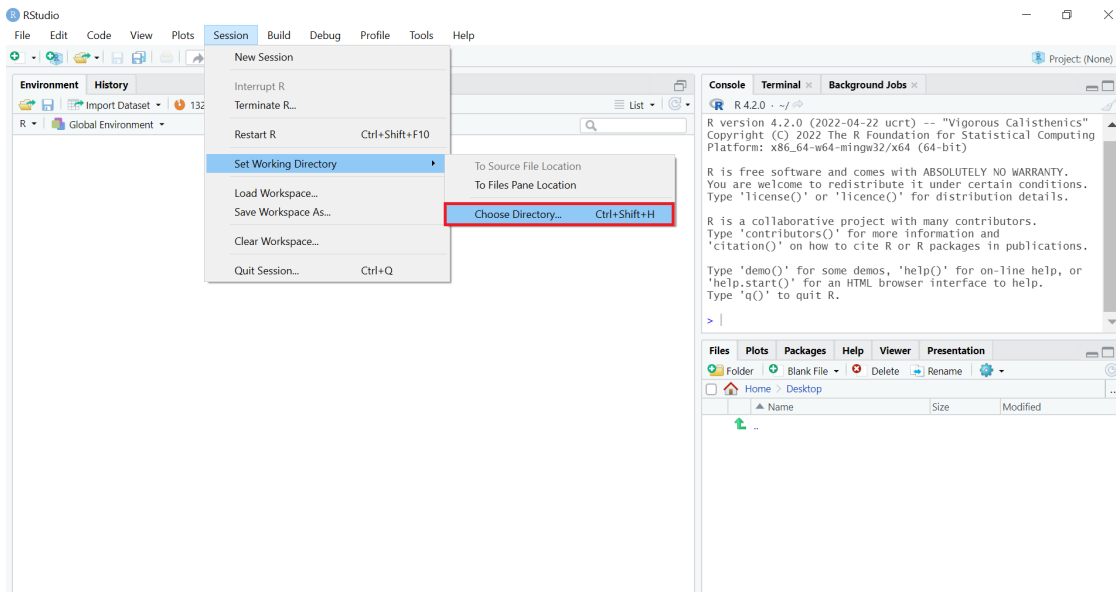 RStudio
File Edit Code View Plots Session Build Debug Profile Tools Help
Project: (None)
New Session
Interrupt R
Terminate R...
Restart R Ctrl+Shift+F10
Set Working Directory
Load Workspace...
Save Workspace As...
Clear Workspace...
Quit Session... Ctrl+Q
To Source File Location
To Files Pane Location
Choose Directory... Ctrl+Shift+H
Environment History
Import Dataset 132
List
R Global Environment
Console Terminal Background Jobs
R 4.2.0 · ~/
R version 4.2.0 (2022-04-22 ucrt) -- "Vigorous Calisthenics"
Copyright (C) 2022 The R Foundation for Statistical Computing
Platform: x86_64-w64-mingw32/x64 (64-bit)
R is free software and comes with ABSOLUTELY NO WARRANTY.
You are welcome to redistribute it under certain conditions.
Type 'license()' or 'licence()' for distribution details.
R is a collaborative project with many contributors.
Type 'contributors()' for more information and
'citation()' on how to cite R or R packages in publications.
Type 'demo()' for some demos, 'help()' for on-line help, or
'help.start()' for an HTML browser interface to help.
Type 'q()' to quit R.
>
Files Plots Packages Help Viewer Presentation
Folder Blank File Delete Rename
Home > Desktop
Name Size Modified
..